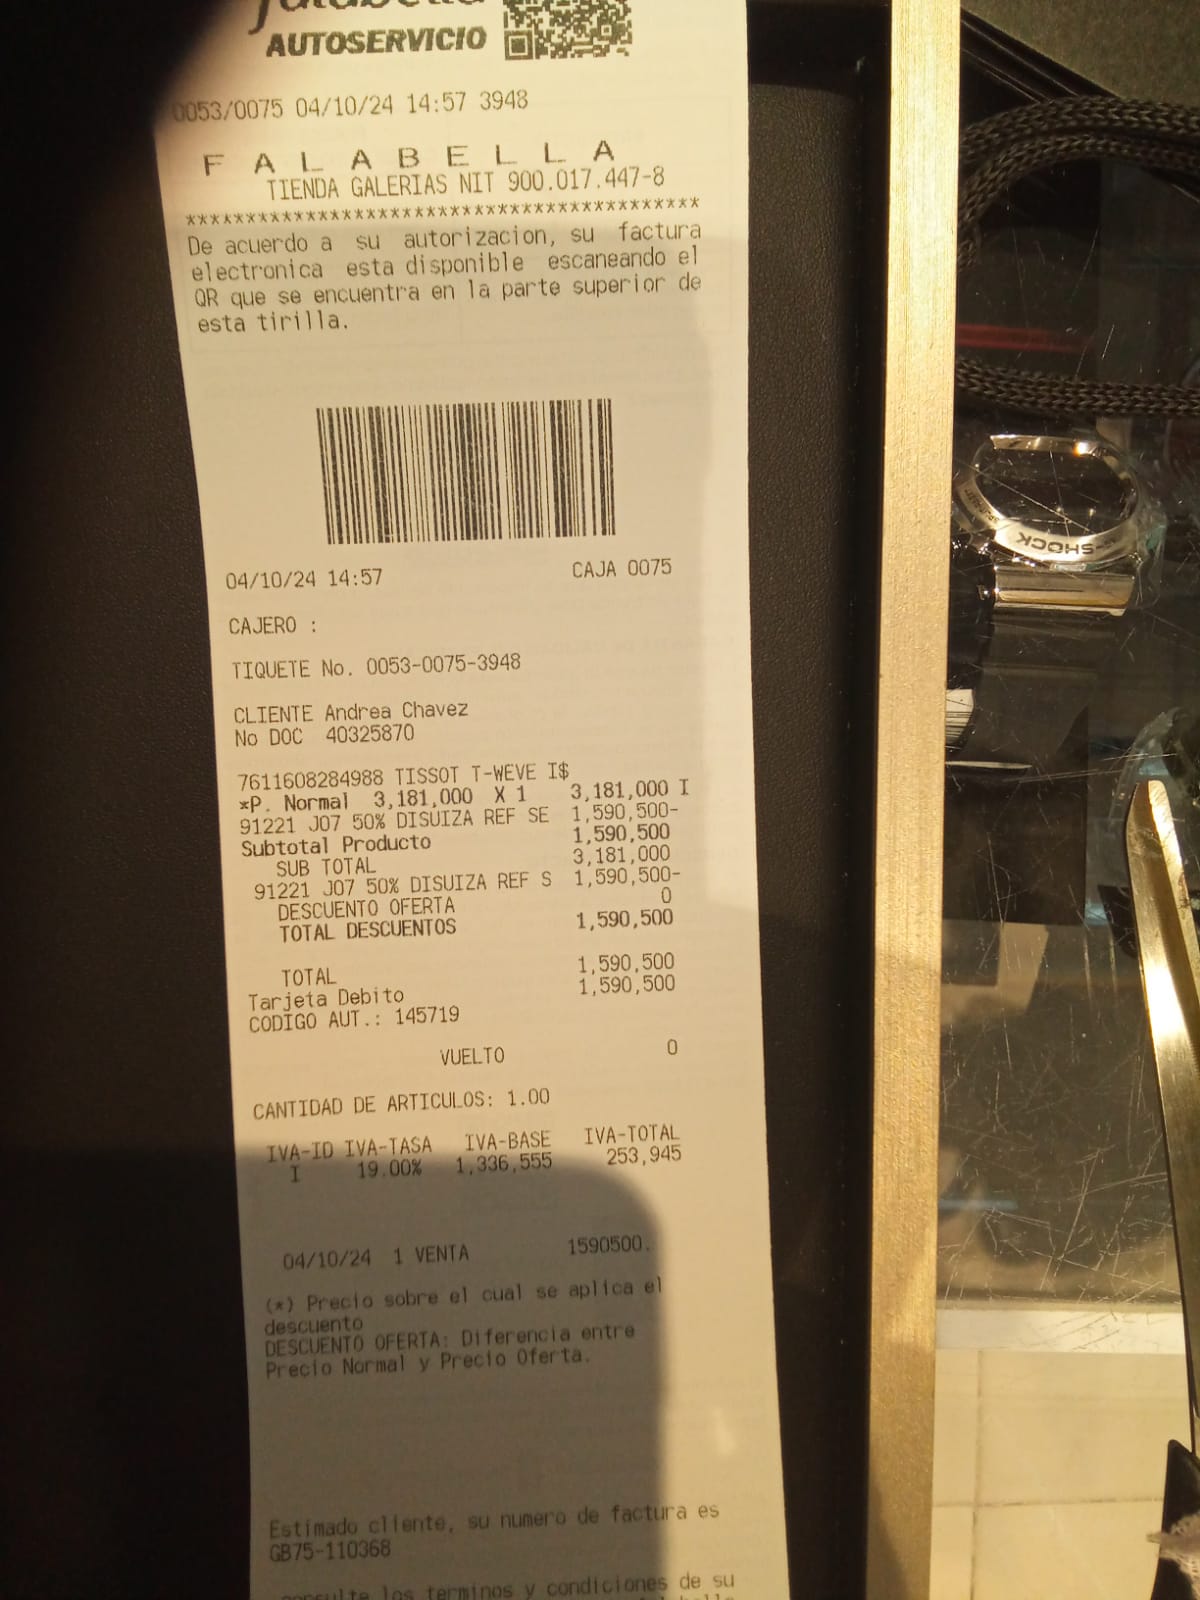 falabella
AUTOSERVICIO
0053/0075 04/10/24 14:57 3948
F A L A B E L L A
TIENDA GALERIAS NIT 900.017.447-8
******************************************
De acuerdo a su autorizacion, su factura
electronica esta disponible escaneando el
QR que se encuentra en la parte superior de
esta tirilla.
04/10/24 14:57 CAJA 0075
CAJERO :
TIQUETE No. 0053-0075-3948
CLIENTE Andrea Chavez
No DOC 40325870
7611608284988 TISSOT T-WEVE I$
*P. Normal 3,181,000 X 1 3,181,000 I
91221 J07 50% DISUIZA REF SE 1,590,500-
Subtotal Producto 1,590,500
SUB TOTAL 3,181,000
91221 J07 50% DISUIZA REF S 1,590,500-
DESCUENTO OFERTA 0
TOTAL DESCUENTOS 1,590,500
TOTAL 1,590,500
Tarjeta Debito 1,590,500
CODIGO AUT.: 145719
VUELTO 0
CANTIDAD DE ARTICULOS: 1.00
IVA-ID IVA-TASA IVA-BASE IVA-TOTAL
I 19.00% 1,336,555 253,945
04/10/24 1 VENTA 1590500.
(*) Precio sobre el cual se aplica el
descuento
DESCUENTO OFERTA: Diferencia entre
Precio Normal y Precio Oferta.
Estimado cliente, su numero de factura es
GB75-110368
consulte los terminos y condiciones de su
G-SHOCK